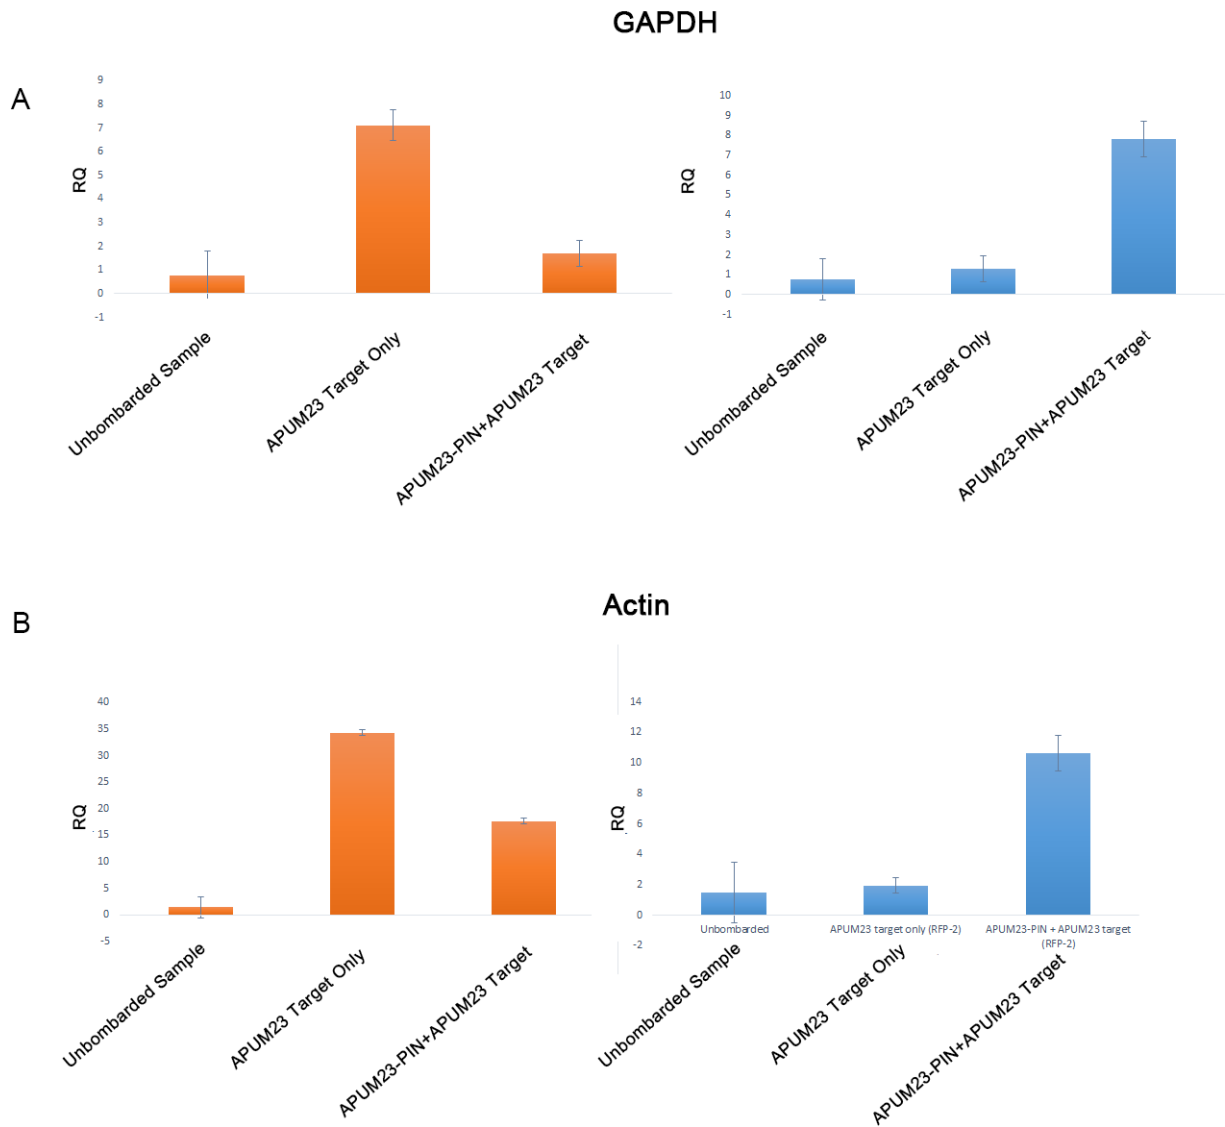 GAPDH
A
9
8
7
6
5
4
3
2
1
0
-1
RQ
Unbombarded Sample
APUM23 Target Only
APUM23-PIN+APUM23 Target
10
9
8
7
6
5
4
3
2
1
0
-1
RQ
Unbombarded Sample
APUM23 Target Only
APUM23-PIN+APUM23 Target
Actin
B
40
35
30
25
20
15
10
5
0
-5
RQ
Unbombarded Sample
APUM23 Target Only
APUM23-PIN+APUM23 Target
14
12
10
8
6
4
2
0
-2
RQ
Unbombarded
APUM23 target only (RFP-2)
APUM23-PIN + APUM23 target
(RFP-2)
Unbombarded Sample
APUM23 Target Only
APUM23-PIN+APUM23 Target